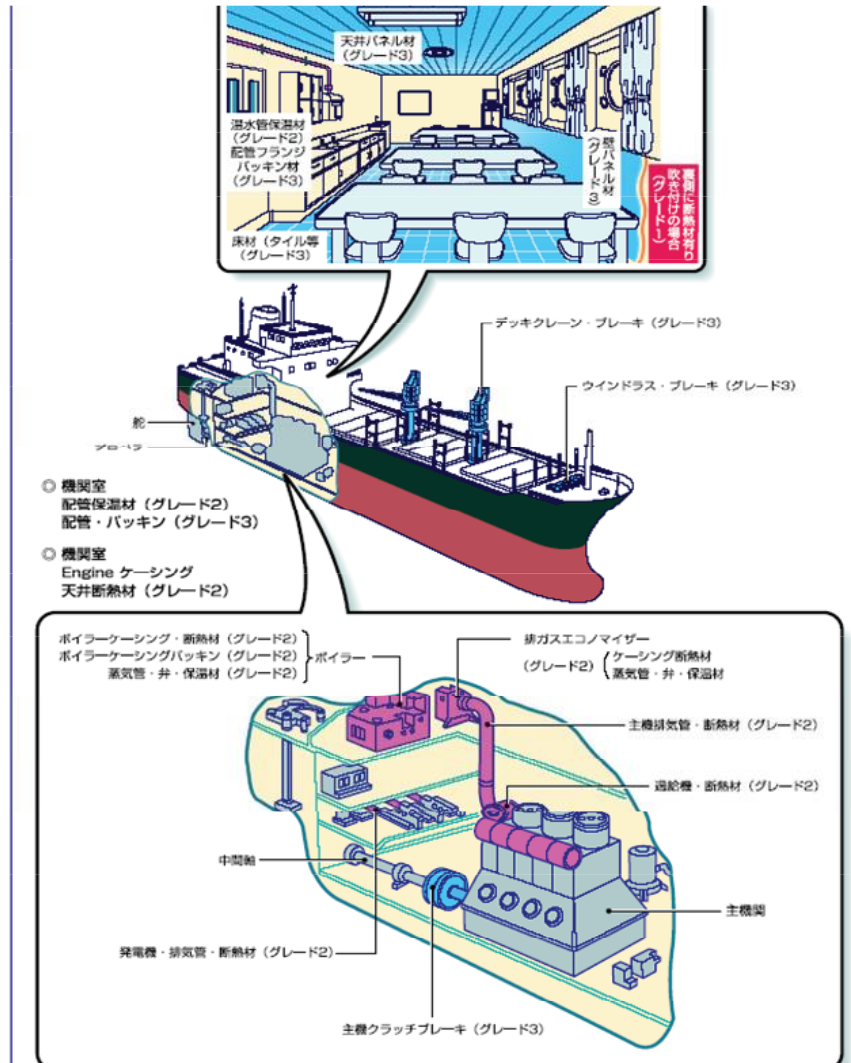 天井パネル材
(グレード3)
温水管保温材
(グレード2)
配管フランジ
パッキン材
(グレード3)
床材(タイル等
(グレード3)
壁パネル材
(グレード3)
裏側に断熱材有り
吹き付けの場合
(グレード1)
デッキクレーン・ブレーキ(グレード3)
ウインドラス・ブレーキ(グレード3)
舵
プロペラ
◎ 機関室
配管保温材(グレード2)
配管・パッキン(グレード3)
◎ 機関室
Engine ケーシング
天井断熱材(グレード2)
ボイラーケーシング・断熱材(グレード2)
ボイラーケーシングパッキン(グレード2)
蒸気管・弁・保温材(グレード2)
ボイラー
排ガスエコノマイザー
(グレード2)
ケーシング断熱材
蒸気管・弁・保温材
主機排気管・断熱材(グレード2)
過給機・断熱材(グレード2)
中間軸
主機関
発電機・排気管・断熱材(グレード2)
主機クラッチブレーキ(グレード3)